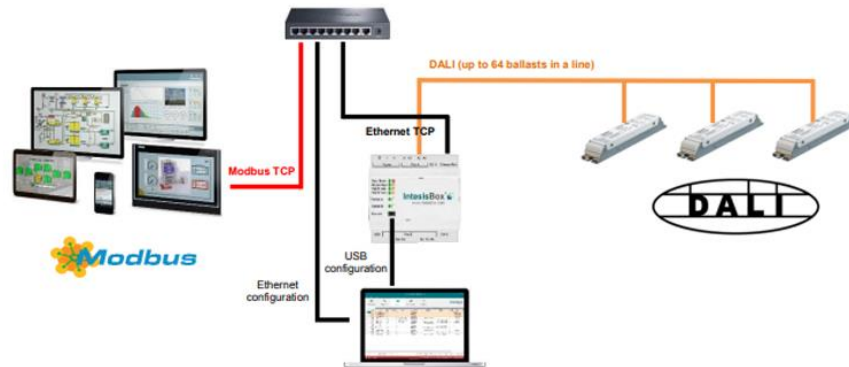 DALI (up to 64 ballasts in a line)
Ethernet TCP
Modbus TCP
IntesisBox
Modbus
DALI
USB
configuration
Ethernet
configuration